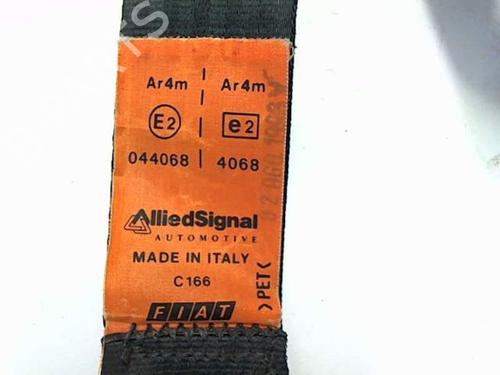 Ar4m | Ar4m
E2 | e2
044068 | 4068
AlliedSignal
AUTOMOTIVE
MADE IN ITALY
C166
FIAT
>PET<